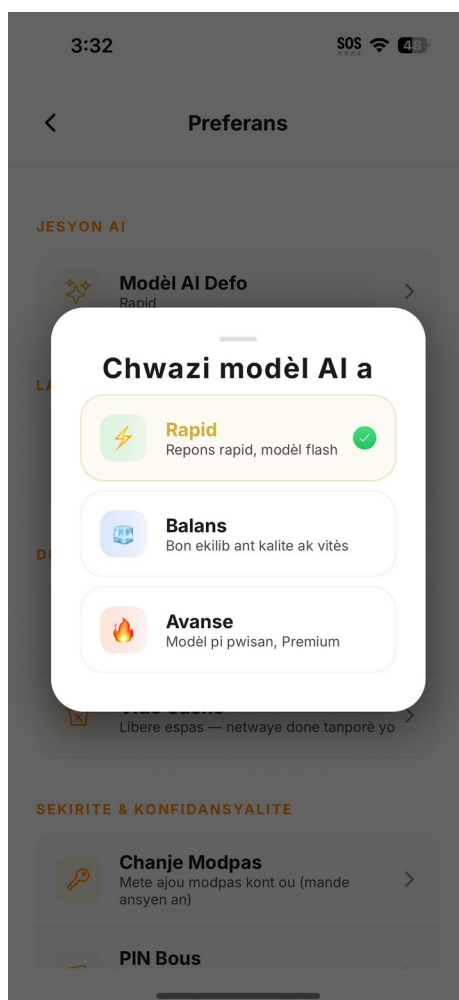 3:32
SOS
48
Preferans
JESYON AI
Modèl AI Defo
Rapid
Chwazi modèl AI a
Rapid
Repons rapid, modèl flash
Balans
Bon ekilib ant kalite ak vitès
Avanse
Modèl pi pwisan, Premium
Libere espas — netwaye done tanporè yo
SEKIRITE & KONFIDANSYALITE
Chanje Modpas
Mete ajou modpas kont ou (mande
ansyen an)
PIN Bous